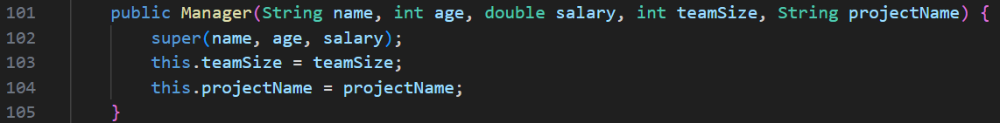 101 public Manager(String name, int age, double salary, int teamSize, String projectName) {
102 super(name, age, salary);
103 this.teamSize = teamSize;
104 this.projectName = projectName;
105 }